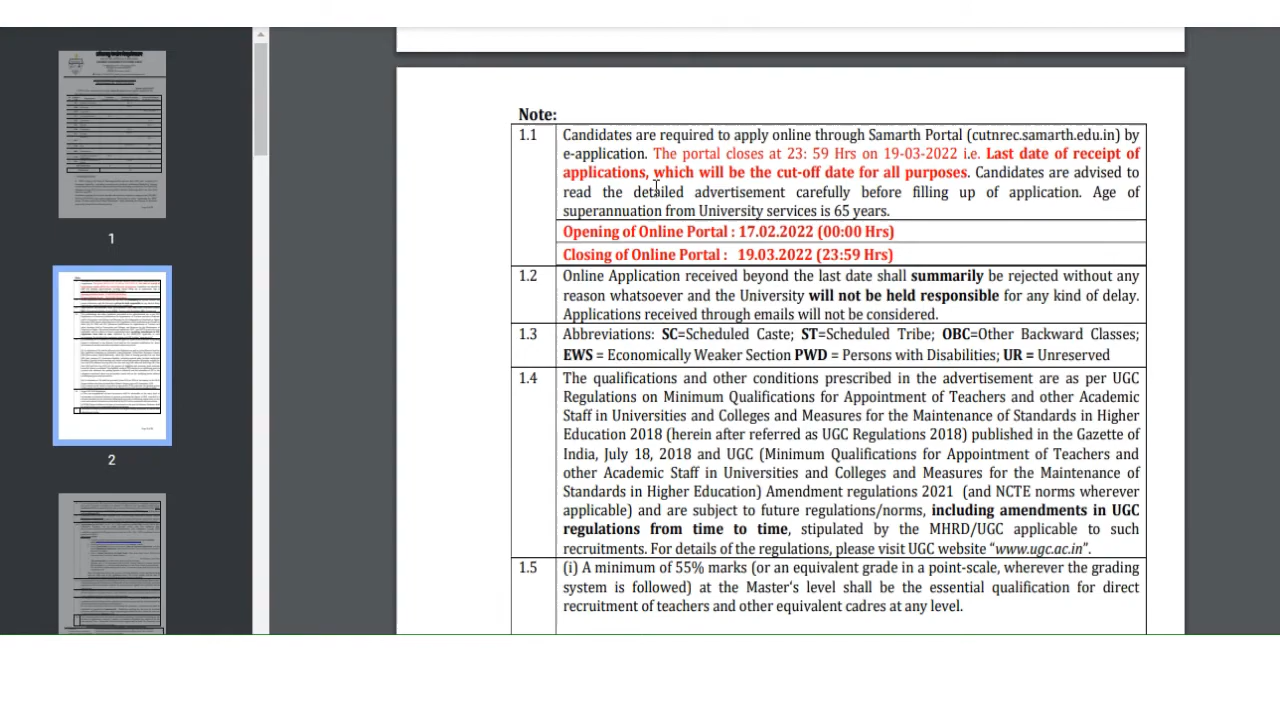 Note:
1.1 Candidates are required to apply online through Samarth Portal (cutnrec.samarth.edu.in) by
e-application. The portal closes at 23: 59 Hrs on 19-03-2022 i.e. Last date of receipt of
applications, which will be the cut-off date for all purposes. Candidates are advised to
read the detailed advertisement carefully before filling up of application. Age of
superannuation from University services is 65 years.
Opening of Online Portal : 17.02.2022 (00:00 Hrs)
Closing of Online Portal : 19.03.2022 (23:59 Hrs)
1.2 Online Application received beyond the last date shall summarily be rejected without any
reason whatsoever and the University will not be held responsible for any kind of delay.
Applications received through emails will not be considered.
1.3 Abbreviations: SC=Scheduled Caste; ST=Scheduled Tribe; OBC=Other Backward Classes;
EWS = Economically Weaker Section PWD = Persons with Disabilities; UR = Unreserved
1.4 The qualifications and other conditions prescribed in the advertisement are as per UGC
Regulations on Minimum Qualifications for Appointment of Teachers and other Academic
Staff in Universities and Colleges and Measures for the Maintenance of Standards in Higher
Education 2018 (herein after referred as UGC Regulations 2018) published in the Gazette of
India, July 18, 2018 and UGC (Minimum Qualifications for Appointment of Teachers and
other Academic Staff in Universities and Colleges and Measures for the Maintenance of
Standards in Higher Education) Amendment regulations 2021 (and NCTE norms wherever
applicable) and are subject to future regulations/norms, including amendments in UGC
regulations from time to time, stipulated by the MHRD/UGC applicable to such
recruitments. For details of the regulations, please visit UGC website “www.ugc.ac.in”.
1.5 (i) A minimum of 55% marks (or an equivalent grade in a point-scale, wherever the grading
system is followed) at the Master's level shall be the essential qualification for direct
recruitment of teachers and other equivalent cadres at any level.
1
2